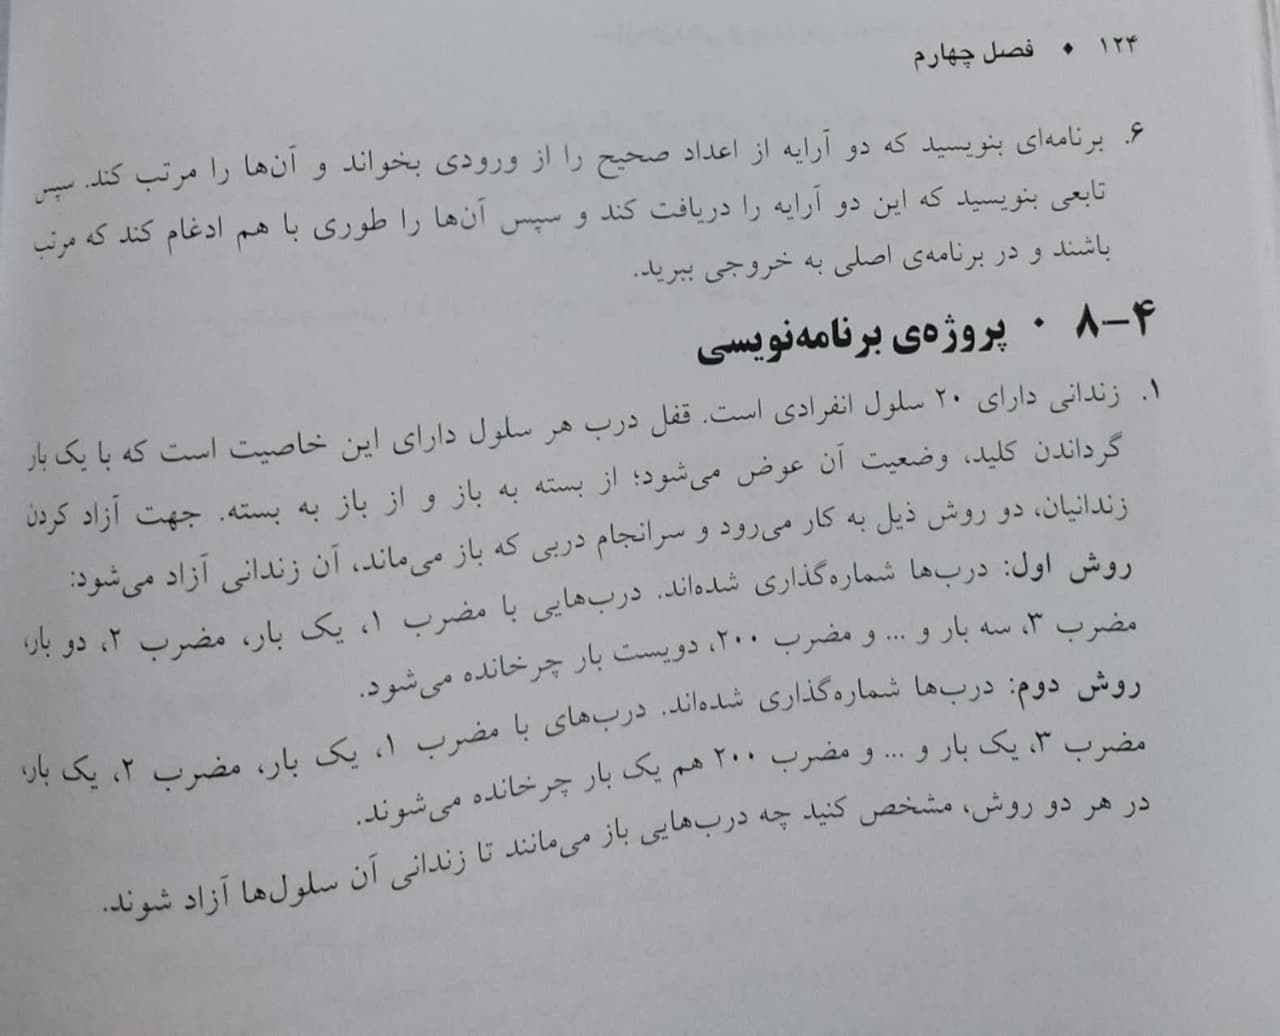 ۱۲۴ ♦ فصل چهارم
۶. برنامه‌ای بنویسید که دو آرایه از اعداد صحیح را از ورودی بخواند و آن‌ها را مرتب کند. سپس
تابعی بنویسید که این دو آرایه را دریافت کند و سپس آن‌ها را طوری با هم ادغام کند که مرتب
باشند و در برنامه‌ی اصلی به خروجی ببرید.
۴–۸ • پروژه‌ی برنامه‌نویسی
۱. زندانی دارای ۲۰ سلول انفرادی است. قفل درب هر سلول دارای این خاصیت است که با یک بار
گرداندن کلید، وضعیت آن عوض می‌شود؛ از بسته به باز و از باز به بسته. جهت آزاد کردن
زندانیان، دو روش ذیل به کار می‌رود و سرانجام دربی که باز می‌ماند، آن زندانی آزاد می‌شود:
روش اول: درب‌ها شماره‌گذاری شده‌اند. درب‌هایی با مضرب ۱، یک بار، مضرب ۲، دو بار،
مضرب ۳، سه بار و ... و مضرب ۲۰۰، دویست بار چرخانده می‌شود.
روش دوم: درب‌ها شماره‌گذاری شده‌اند. درب‌های با مضرب ۱، یک بار، مضرب ۲، یک بار،
مضرب ۳، یک بار و ... و مضرب ۲۰۰ هم یک بار چرخانده می‌شوند.
در هر دو روش، مشخص کنید چه درب‌هایی باز می‌مانند تا زندانی آن سلول‌ها آزاد شوند.